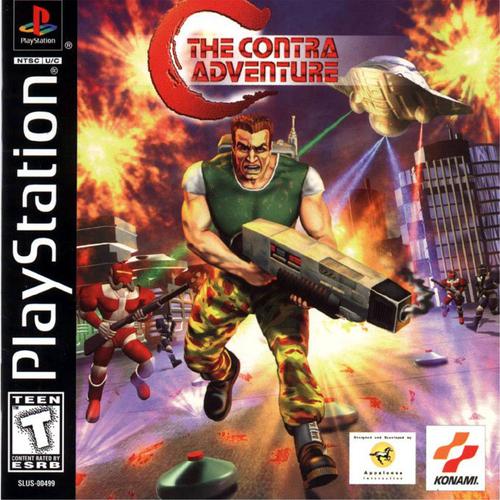 PlayStation
NTSC U/C
PlayStation
C THE CONTRA
ADVENTURE
TEEN
T
CONTENT RATED BY
ESRB
SLUS-00499
Designed and Developed by
Appaloosa
Interactive
KONAMI